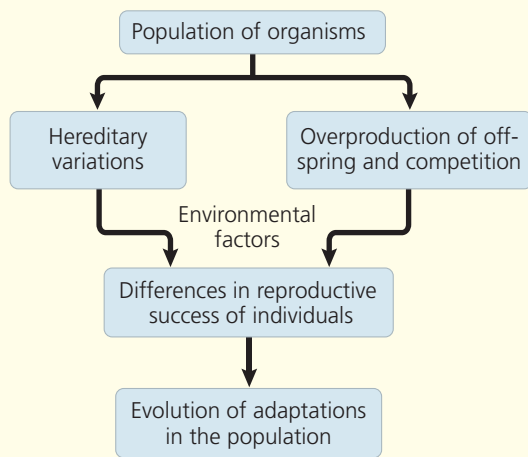 Population of organisms
Hereditary
variations
Overproduction of off-
spring and competition
Environmental
factors
Differences in reproductive
success of individuals
Evolution of adaptations
in the population